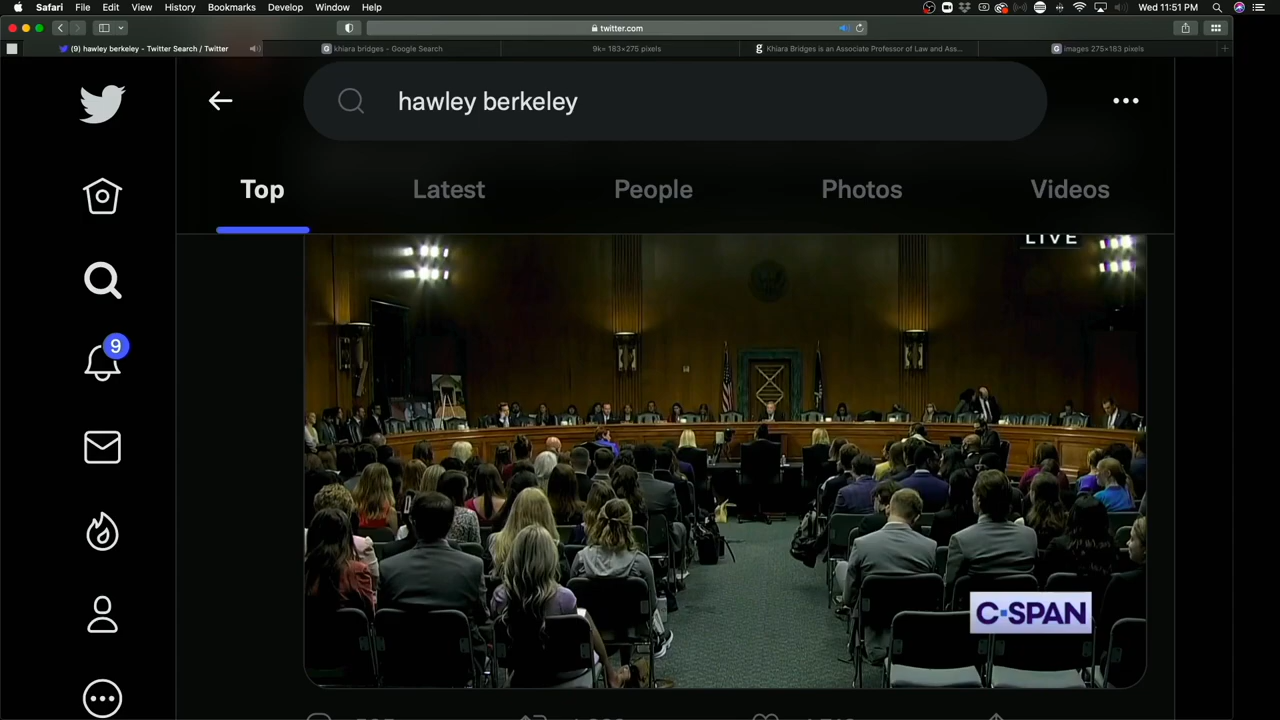 Safari File Edit View History Bookmarks Develop Window Help Wed 11:51 PM
twitter.com
(9) hawley berkeley - Twitter Search / Twitter
khiara bridges - Google Search
9k= 183×275 pixels
Khiara Bridges is an Associate Professor of Law and Ass...
images 275×183 pixels
hawley berkeley
Top Latest People Photos Videos
LIVE
9
C-SPAN